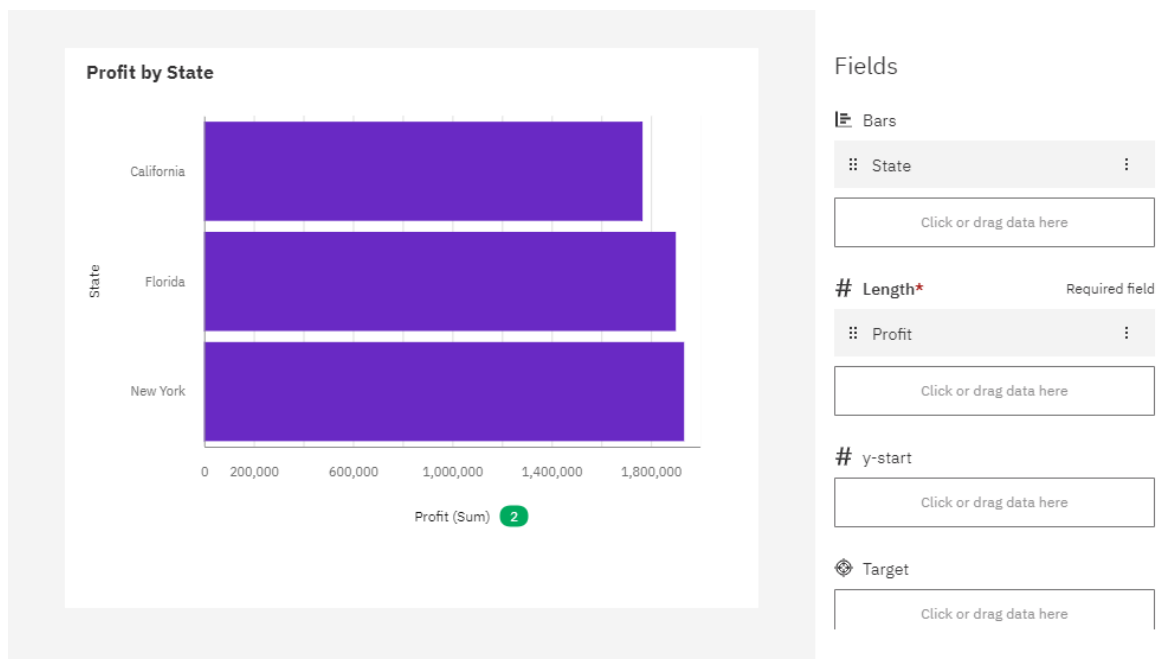 Profit by State
State
California
Florida
New York
0 200,000 600,000 1,000,000 1,400,000 1,800,000
Profit (Sum) 2
Fields
Bars
State
Click or drag data here
# Length* Required field
Profit
Click or drag data here
# y-start
Click or drag data here
Target
Click or drag data here